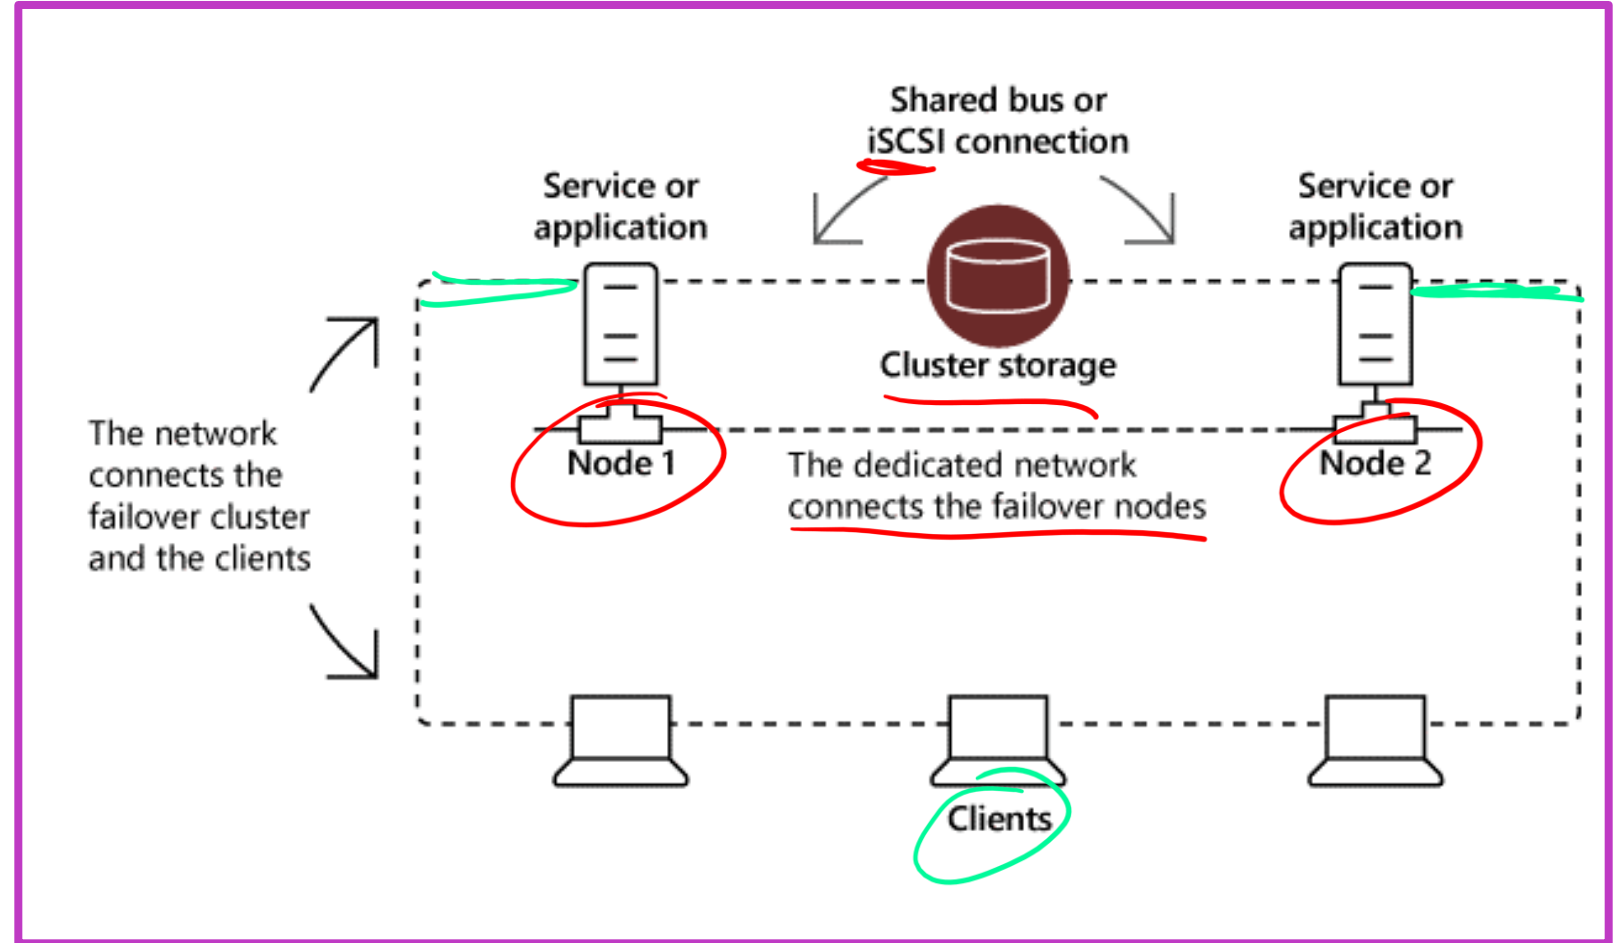 Shared bus or
iSCSI connection
Service or
application
Service or
application
Cluster storage
The network
connects the
failover cluster
and the clients
Node 1
The dedicated network
connects the failover nodes
Node 2
Clients